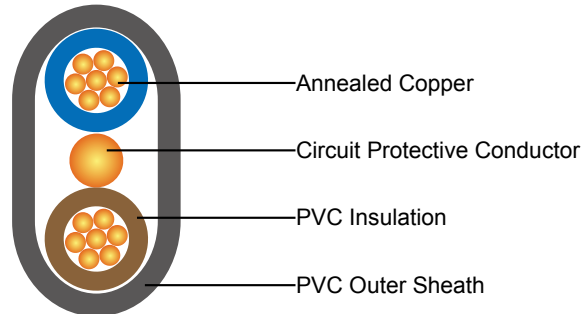 Annealed Copper
Circuit Protective Conductor
PVC Insulation
PVC Outer Sheath